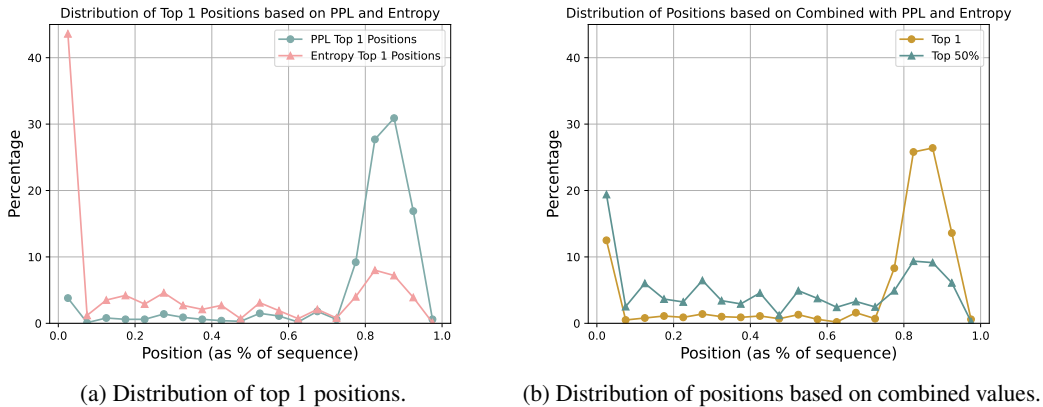 Distribution of Top 1 Positions based on PPL and Entropy
PPL Top 1 Positions
Entropy Top 1 Positions
Percentage
40
30
20
10
0
0.0 0.2 0.4 0.6 0.8 1.0
Position (as % of sequence)
(a) Distribution of top 1 positions.
Distribution of Positions based on Combined with PPL and Entropy
Top 1
Top 50%
Percentage
40
30
20
10
0
0.0 0.2 0.4 0.6 0.8 1.0
Position (as % of sequence)
(b) Distribution of positions based on combined values.